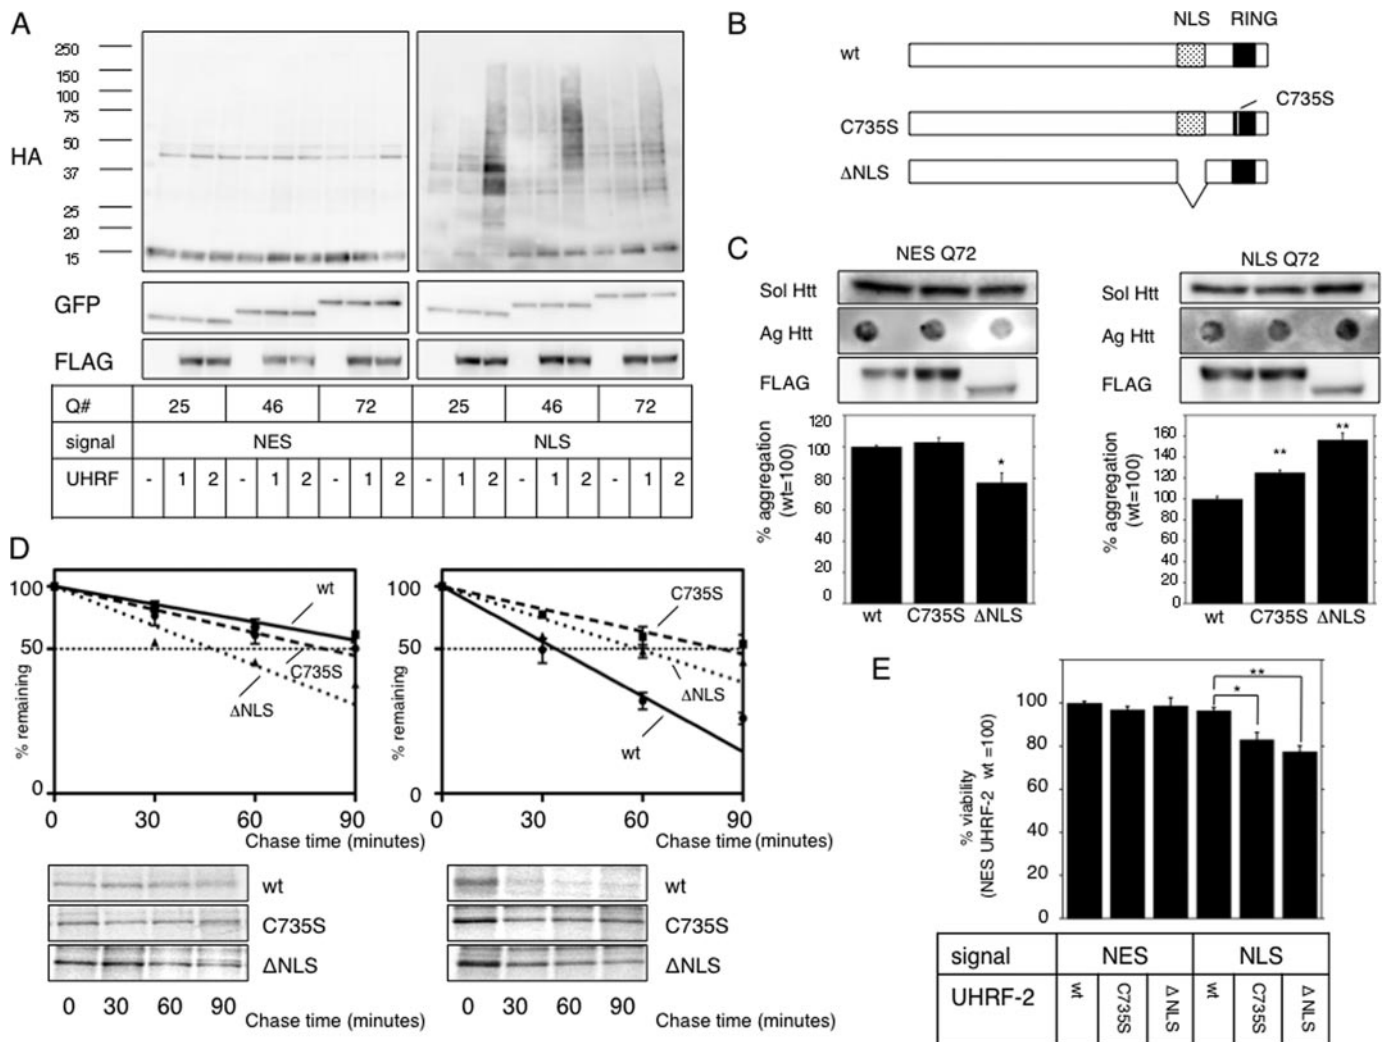 A
250
150
100
75
50
HA
37
25
20
15
GFP
FLAG
Q# 25 46 72 25 46 72
signal NES NLS
UHRF - 1 2 - 1 2 - 1 2 - 1 2 - 1 2 - 1 2
B
NLS RING
wt
C735S
C735S
ΔNLS
C
NES Q72
Sol Htt
Ag Htt
FLAG
% aggregation
(wt=100)
120
100
80
60
40
20
0
*
wt C735S ΔNLS
NLS Q72
Sol Htt
Ag Htt
FLAG
% aggregation
(wt=100)
160
140
120
100
80
60
40
20
0
**
**
wt C735S ΔNLS
D
100
50
0
% remaining
wt
C735S
ΔNLS
0 30 60 90
Chase time (minutes)
wt
C735S
ΔNLS
0 30 60 90
Chase time (minutes)
100
50
0
% remaining
C735S
ΔNLS
wt
0 30 60 90
Chase time (minutes)
wt
C735S
ΔNLS
0 30 60 90
Chase time (minutes)
E
% viability
(NES UHRF-2 wt =100)
100
80
60
40
20
0
**
*
signal NES NLS
UHRF-2 wt C735S ΔNLS wt C735S ΔNLS